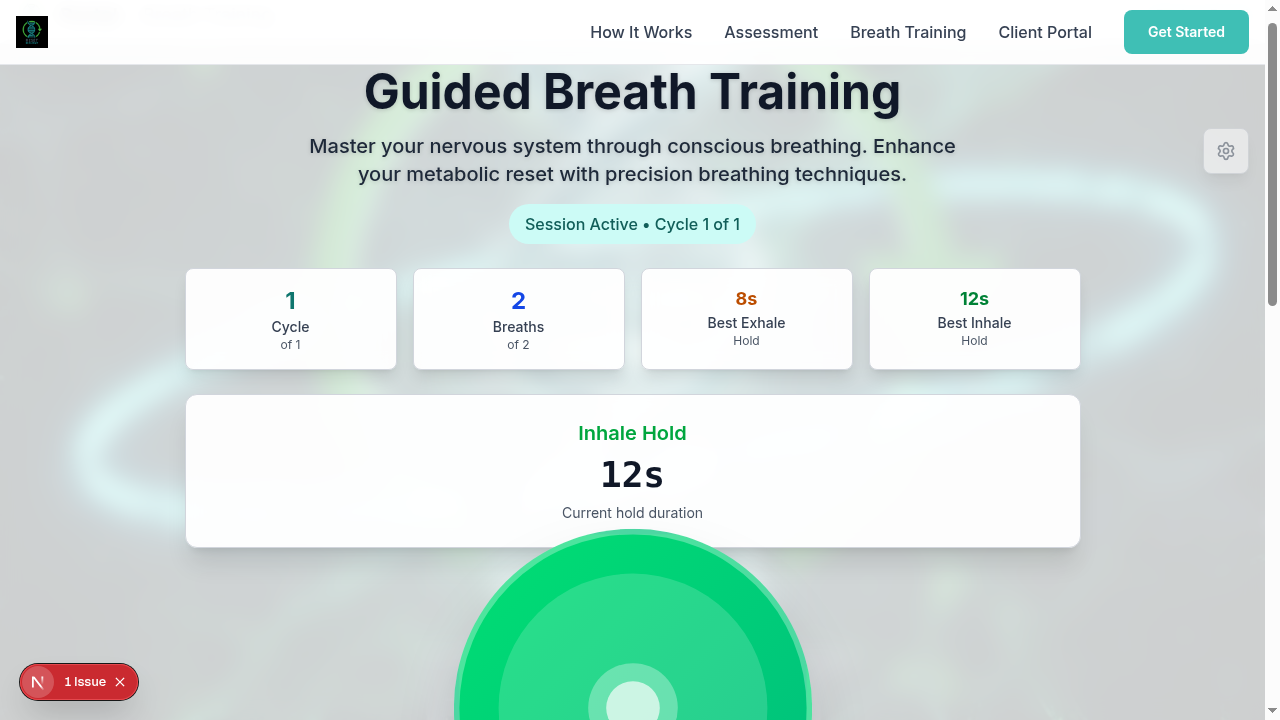 How It Works
Assessment
Breath Training
Client Portal
Get Started
Guided Breath Training
Master your nervous system through conscious breathing. Enhance
your metabolic reset with precision breathing techniques.
Session Active • Cycle 1 of 1
1
Cycle
of 1
2
Breaths
of 2
8s
Best Exhale
Hold
12s
Best Inhale
Hold
Inhale Hold
12s
Current hold duration
N
1 Issue